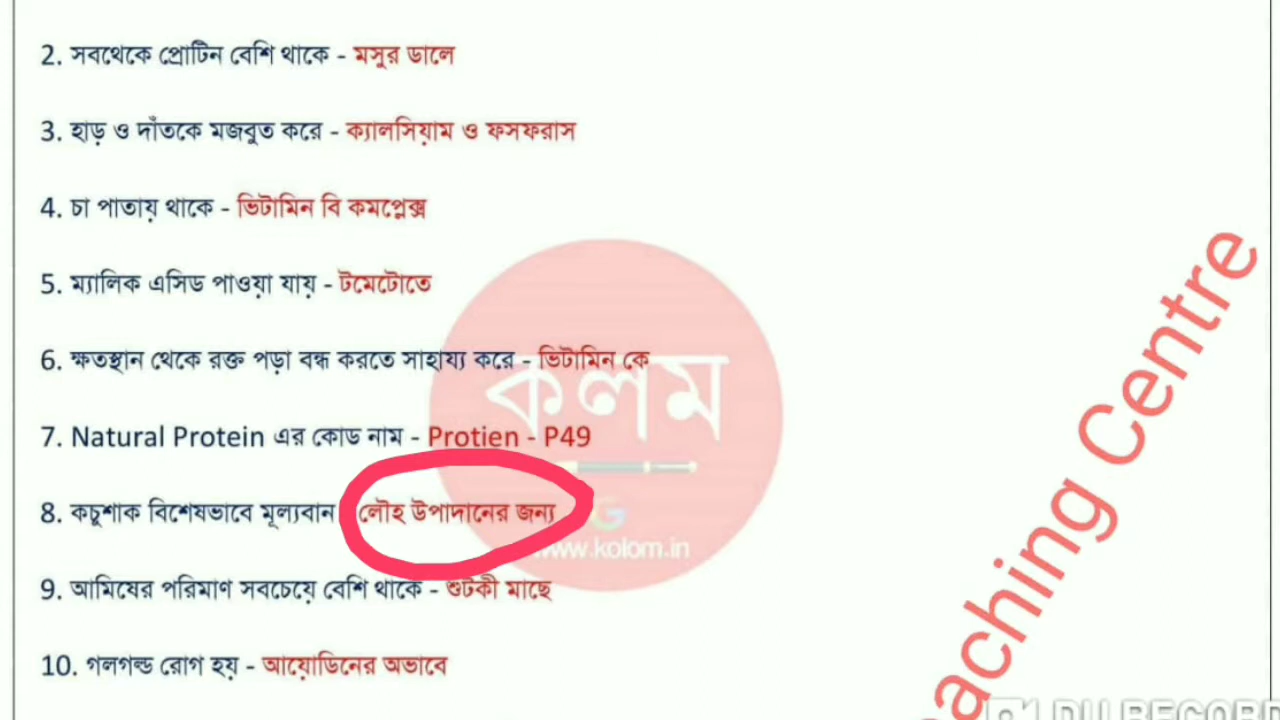 2. সবথেকে প্রোটিন বেশি থাকে - মসুর ডালে
3. হাড় ও দাঁতকে মজবুত করে - ক্যালসিয়াম ও ফসফরাস
4. চা পাতায় থাকে - ভিটামিন বি কমপ্লেক্স
5. ম্যালিক এসিড পাওয়া যায় - টমেটোতে
6. ক্ষতস্থান থেকে রক্ত পড়া বন্ধ করতে সাহায্য করে - ভিটামিন কে
কলম
7. Natural Protein এর কোড নাম - Protien - P49
8. কচুশাক বিশেষভাবে মূল্যবান লৌহ উপাদানের জন্য
www.kolom.in
9. আমিষের পরিমাণ সবচেয়ে বেশি থাকে - শুটকী মাছে
10. গলগন্ড রোগ হয় - আয়োডিনের অভাবে
aching Centre
DU RECORD